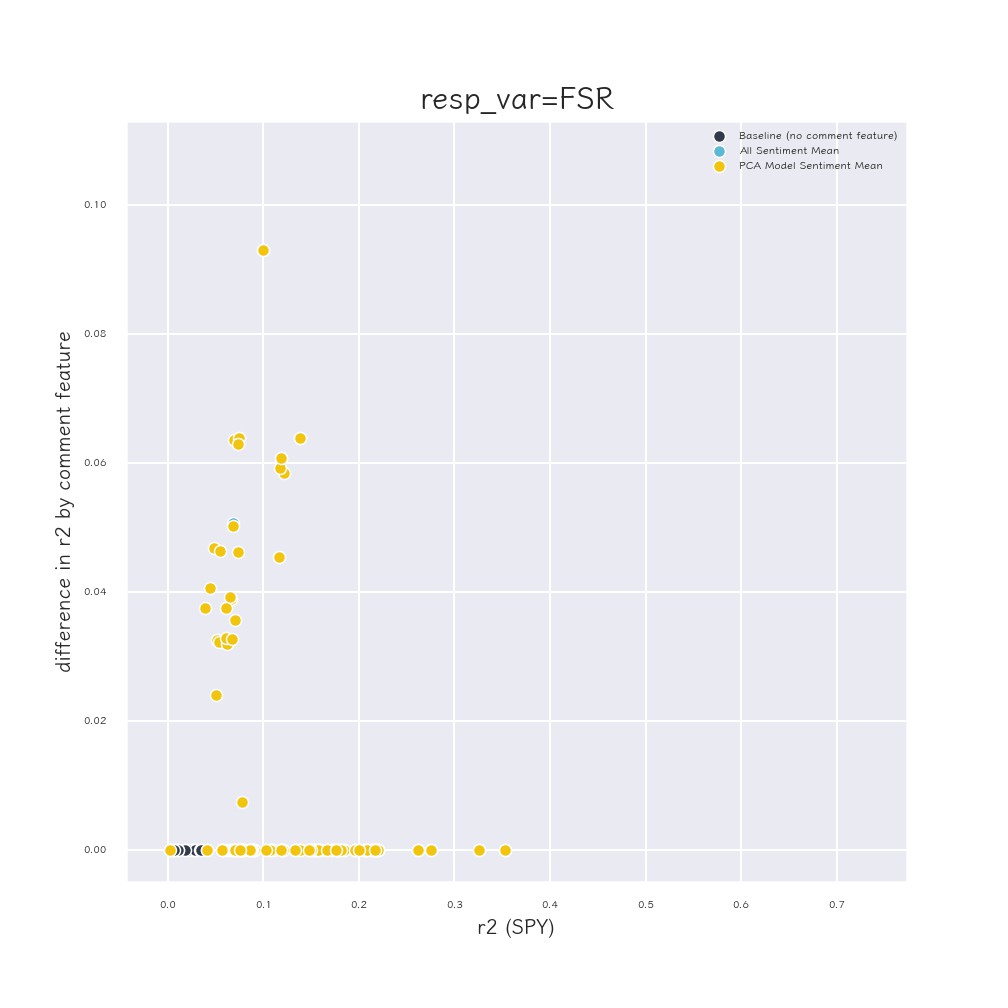 resp_var=FSR
Baseline (no comment feature)
All Sentiment Mean
PCA Model Sentiment Mean
difference in r2 by comment feature
0.10
0.08
0.06
0.04
0.02
0.00
0.0 0.1 0.2 0.3 0.4 0.5 0.6 0.7
r2 (SPY)